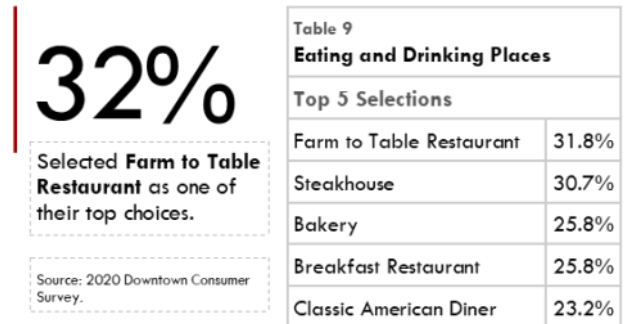 32%
Selected Farm to Table
Restaurant as one of
their top choices.
Source: 2020 Downtown Consumer
Survey.
Table 9
Eating and Drinking Places
Top 5 Selections
Farm to Table Restaurant 31.8%
Steakhouse 30.7%
Bakery 25.8%
Breakfast Restaurant 25.8%
Classic American Diner 23.2%